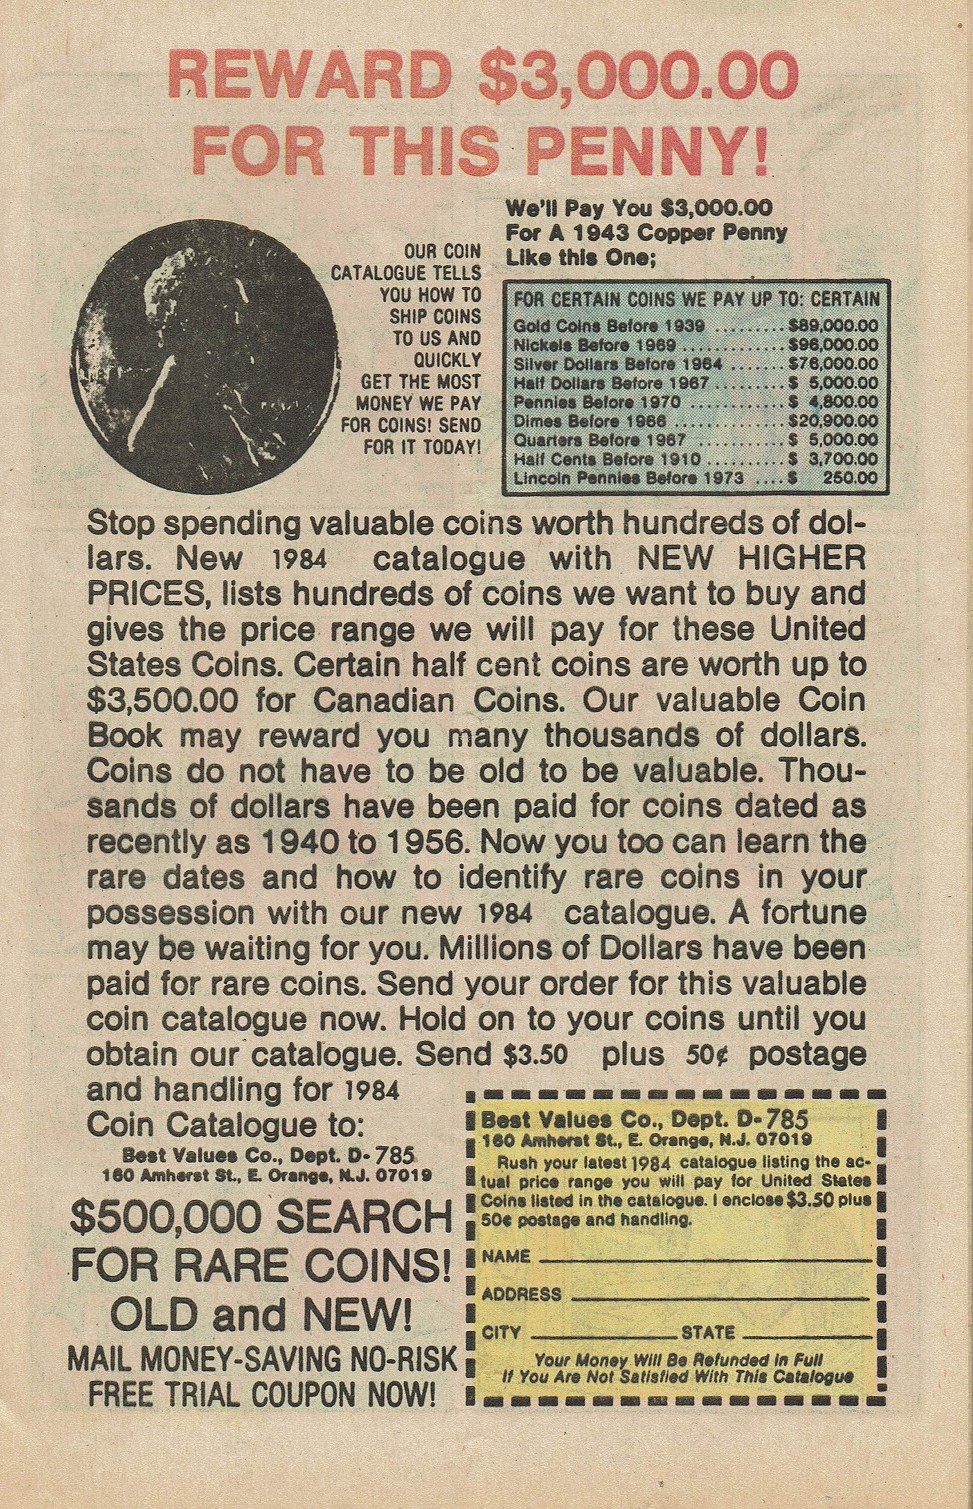 REWARD $3,000.00
FOR THIS PENNY!
OUR COIN
CATALOGUE TELLS
YOU HOW TO
SHIP COINS
TO US AND
QUICKLY
GET THE MOST
MONEY WE PAY
FOR COINS! SEND
FOR IT TODAY!
We'll Pay You $3,000.00
For A 1943 Copper Penny
Like this One;
FOR CERTAIN COINS WE PAY UP TO: CERTAIN
Gold Coins Before 1939 ......... $89,000.00
Nickels Before 1969 ............. $96,000.00
Silver Dollars Before 1964 ....... $76,000.00
Half Dollars Before 1967 ......... $ 5,000.00
Pennies Before 1970 ............ $ 4,800.00
Dimes Before 1966 .............. $20,900.00
Quarters Before 1967 ........... $ 5,000.00
Half Cents Before 1910 .......... $ 3,700.00
Lincoln Pennies Before 1973 .... $ 250.00
Stop spending valuable coins worth hundreds of dol-
lars. New 1984 catalogue with NEW HIGHER
PRICES, lists hundreds of coins we want to buy and
gives the price range we will pay for these United
States Coins. Certain half cent coins are worth up to
$3,500.00 for Canadian Coins. Our valuable Coin
Book may reward you many thousands of dollars.
Coins do not have to be old to be valuable. Thou-
sands of dollars have been paid for coins dated as
recently as 1940 to 1956. Now you too can learn the
rare dates and how to identify rare coins in your
possession with our new 1984 catalogue. A fortune
may be waiting for you. Millions of Dollars have been
paid for rare coins. Send your order for this valuable
coin catalogue now. Hold on to your coins until you
obtain our catalogue. Send $3.50 plus 50¢ postage
and handling for 1984
Coin Catalogue to:
Best Values Co., Dept. D-785
160 Amherst St., E. Orange, N.J. 07019
$500,000 SEARCH
FOR RARE COINS!
OLD and NEW!
MAIL MONEY-SAVING NO-RISK
FREE TRIAL COUPON NOW!
Best Values Co., Dept. D-785
160 Amherst St., E. Orange, N.J. 07019
Rush your latest 1984 catalogue listing the ac-
tual price range you will pay for United States
Coins listed in the catalogue. I enclose $3.50 plus
50¢ postage and handling.
NAME
ADDRESS
CITY STATE
Your Money Will Be Refunded In Full
If You Are Not Satisfied With This Catalogue